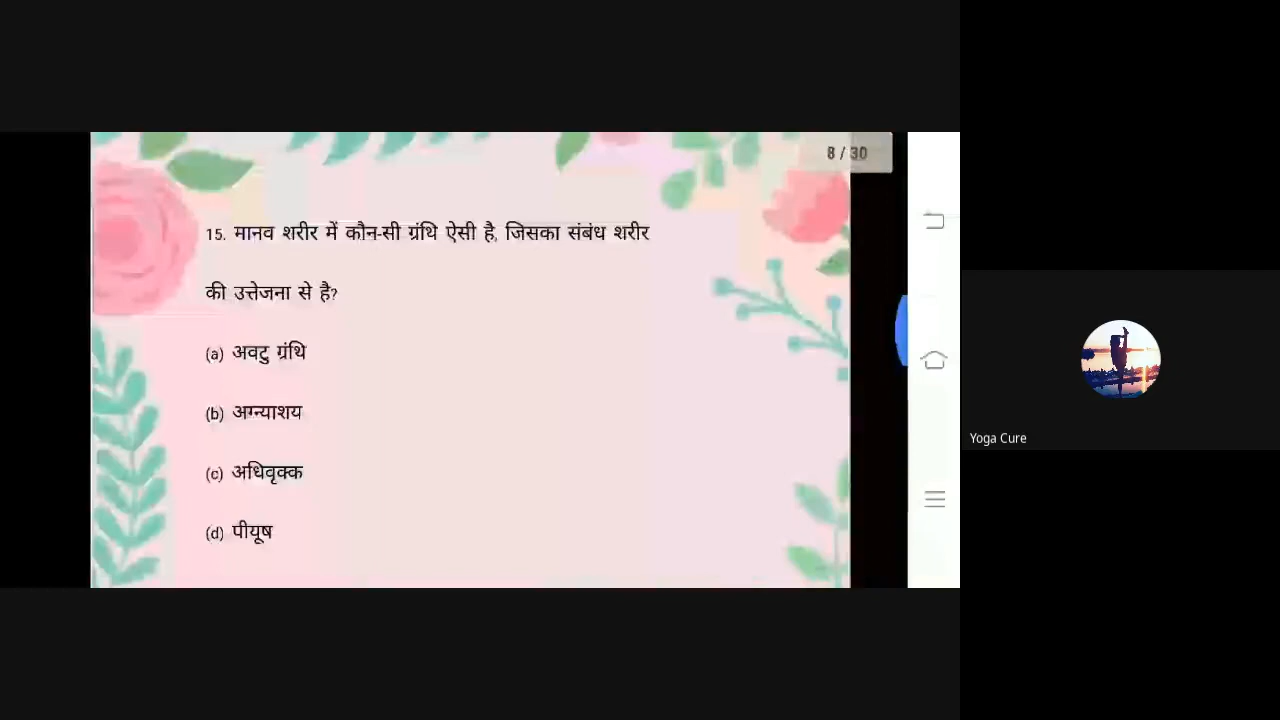 8 / 30
15. मानव शरीर में कौन-सी ग्रंथि ऐसी है, जिसका संबंध शरीर
की उत्तेजना से है?
(a) अवटु ग्रंथि
(b) अग्न्याशय
(c) अधिवृक्क
(d) पीयूष
Yoga Cure